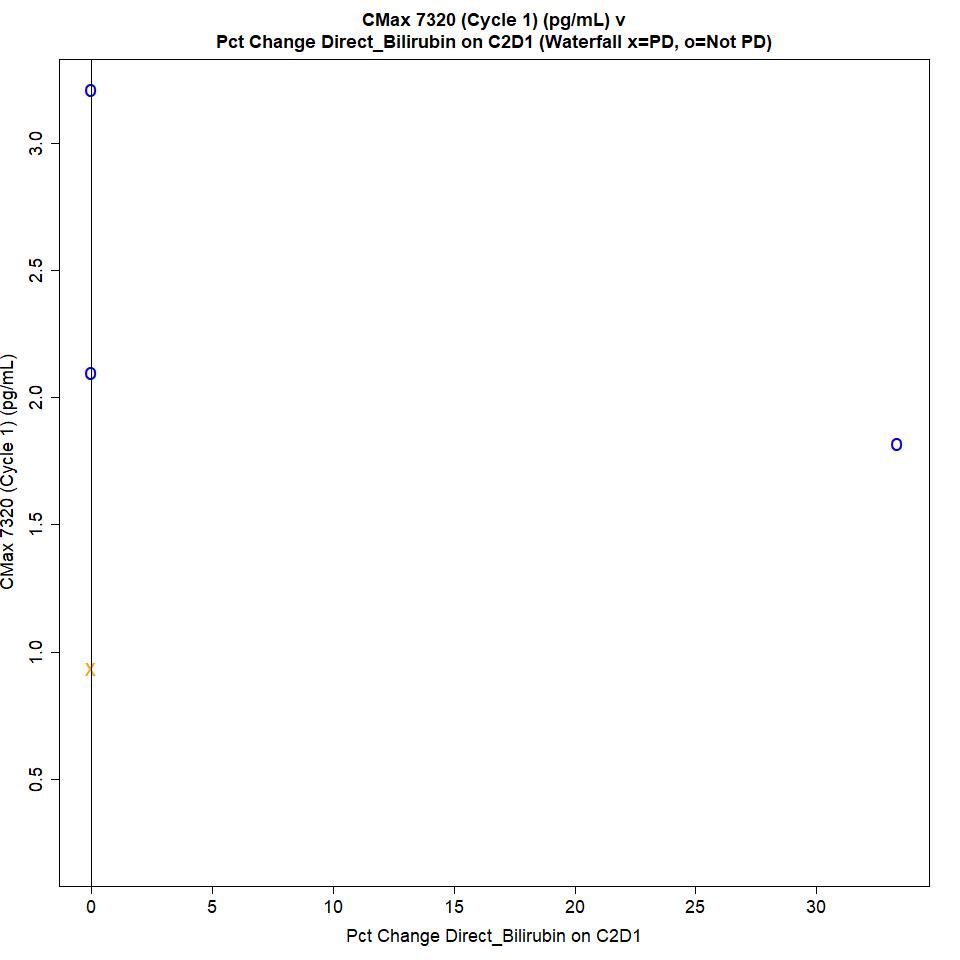 CMax 7320 (Cycle 1) (pg/mL) v
Pct Change Direct_Bilirubin on C2D1 (Waterfall x=PD, o=Not PD)
CMax 7320 (Cycle 1) (pg/mL)
3.0
2.5
2.0
1.5
1.0
0.5
O
O
O
X
0 5 10 15 20 25 30
Pct Change Direct_Bilirubin on C2D1